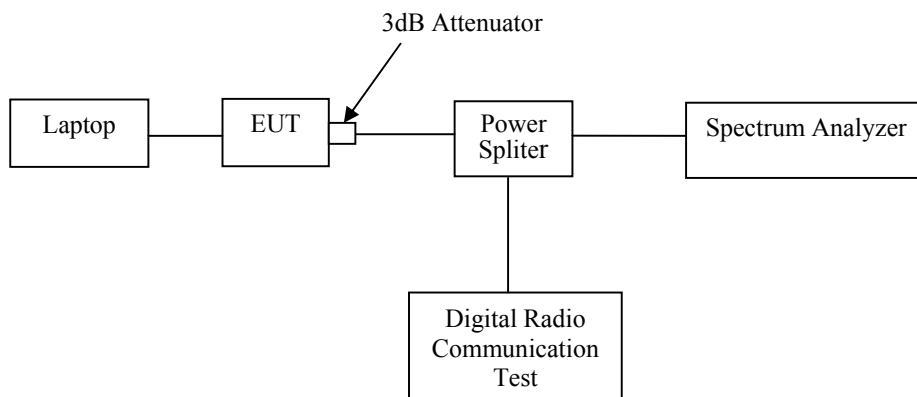 3dB Attenuator
Laptop
EUT
Power
Spliter
Spectrum Analyzer
Digital Radio
Communication
Test